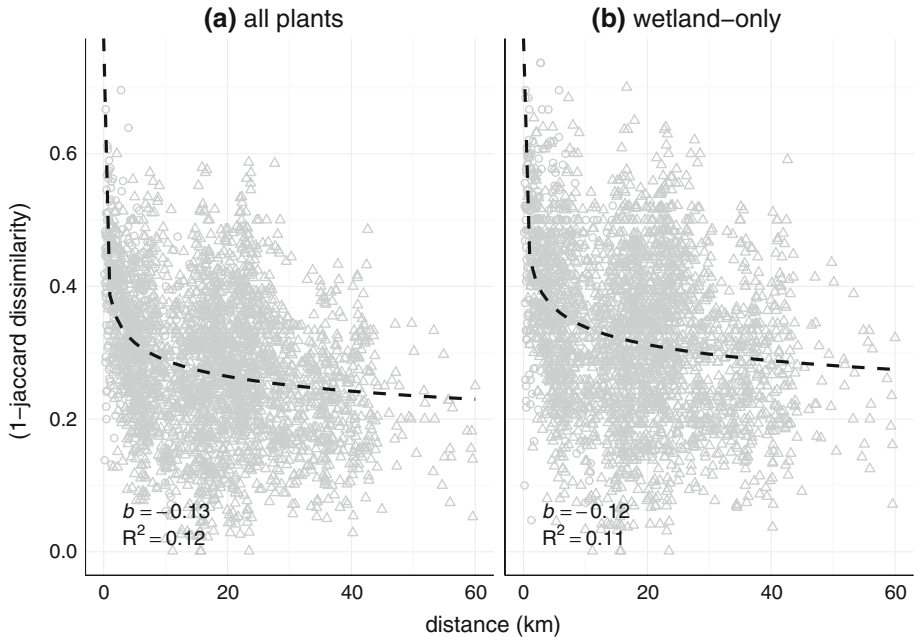 (a) all plants
(b) wetland−only
(1−jaccard dissimilarity)
0.6
0.4
0.2
0.0
b = −0.13
R² = 0.12
b = −0.12
R² = 0.11
0 20 40 60
0 20 40 60
distance (km)